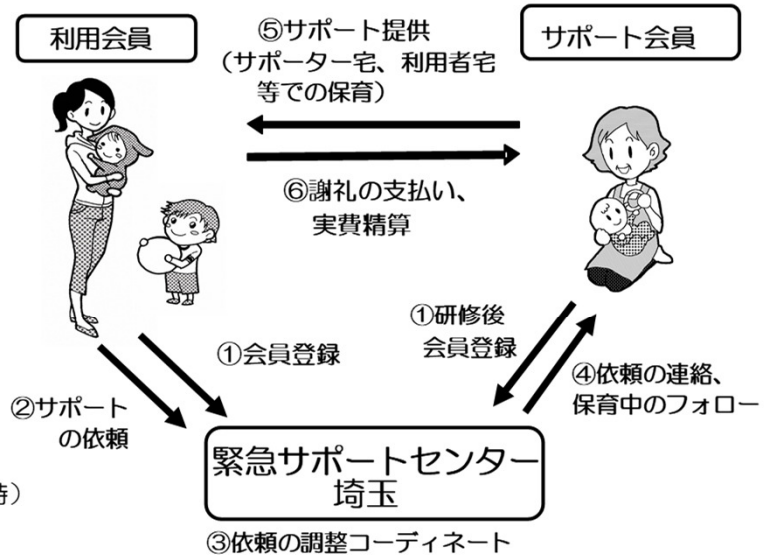 利用会員
⑤サポート提供
（サポーター宅、利用者宅
等での保育）
サポート会員
⑥謝礼の支払い、
実費精算
①会員登録
①研修後
会員登録
②サポート
の依頼
④依頼の連絡、
保育中のフォロー
緊急サポートセンター
埼玉
③依頼の調整コーディネート